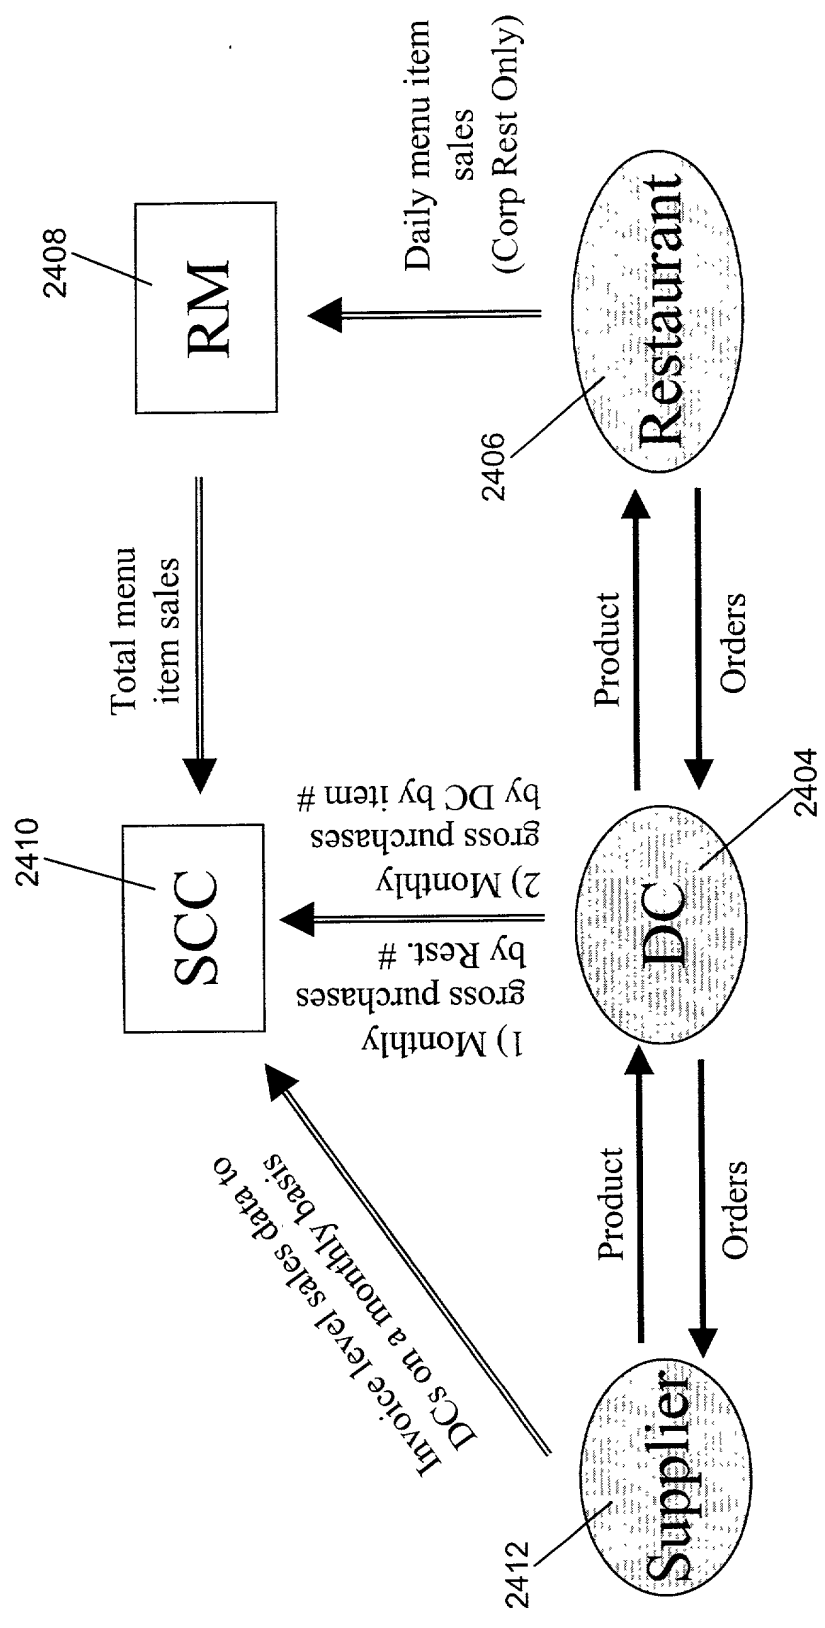 2410
2408
SCC
Total menu
item sales
RM
Invoice level sales data to
DCs on a monthly basis
1) Monthly
gross purchases
by Rest. #
2) Monthly
gross purchases
by DC by item #
Daily menu item
sales
(Corp Rest Only)
2412
2406
Supplier
Product
Orders
DC
2404
Product
Orders
Restaurant